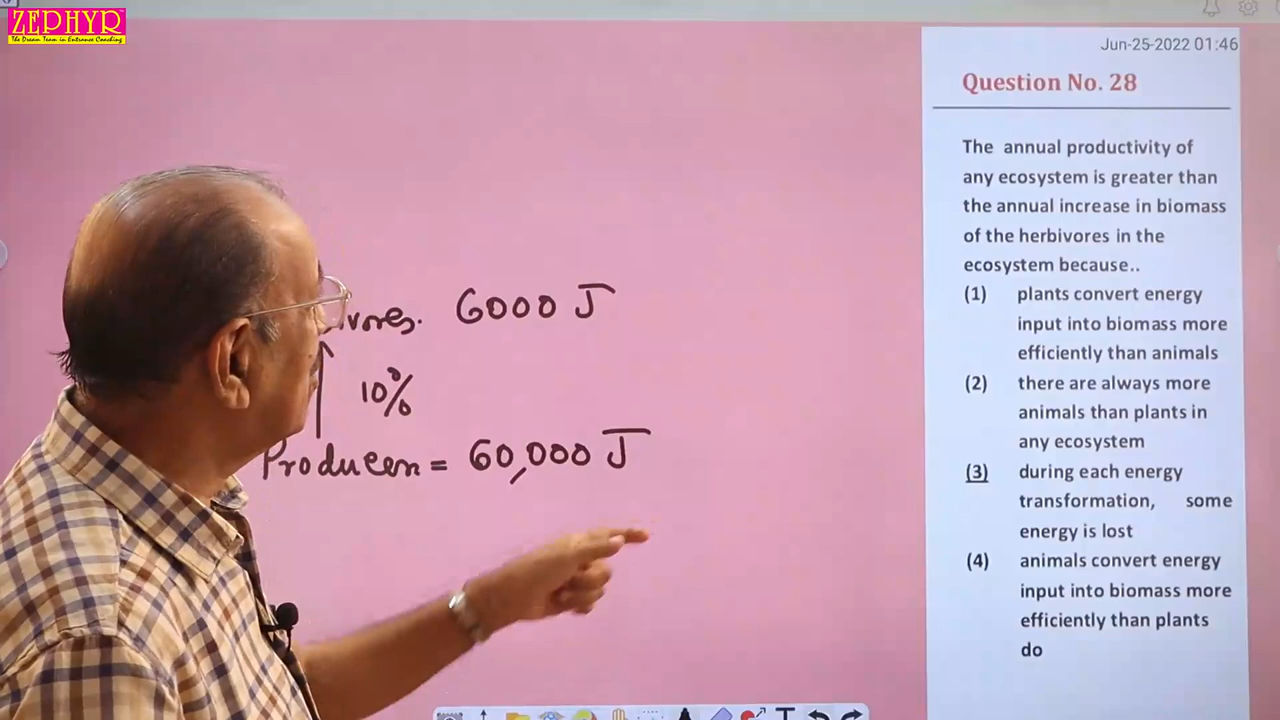 ZEPHYR
The Dream Team in Entrance Coaching
Jun-25-2022 01:46
Question No. 28
The annual productivity of
any ecosystem is greater than
the annual increase in biomass
of the herbivores in the
ecosystem because..
(1) plants convert energy
input into biomass more
efficiently than animals
(2) there are always more
animals than plants in
any ecosystem
(3) during each energy
transformation, some
energy is lost
(4) animals convert energy
input into biomass more
efficiently than plants
do
6000 J
10%
Producer = 60,000 J